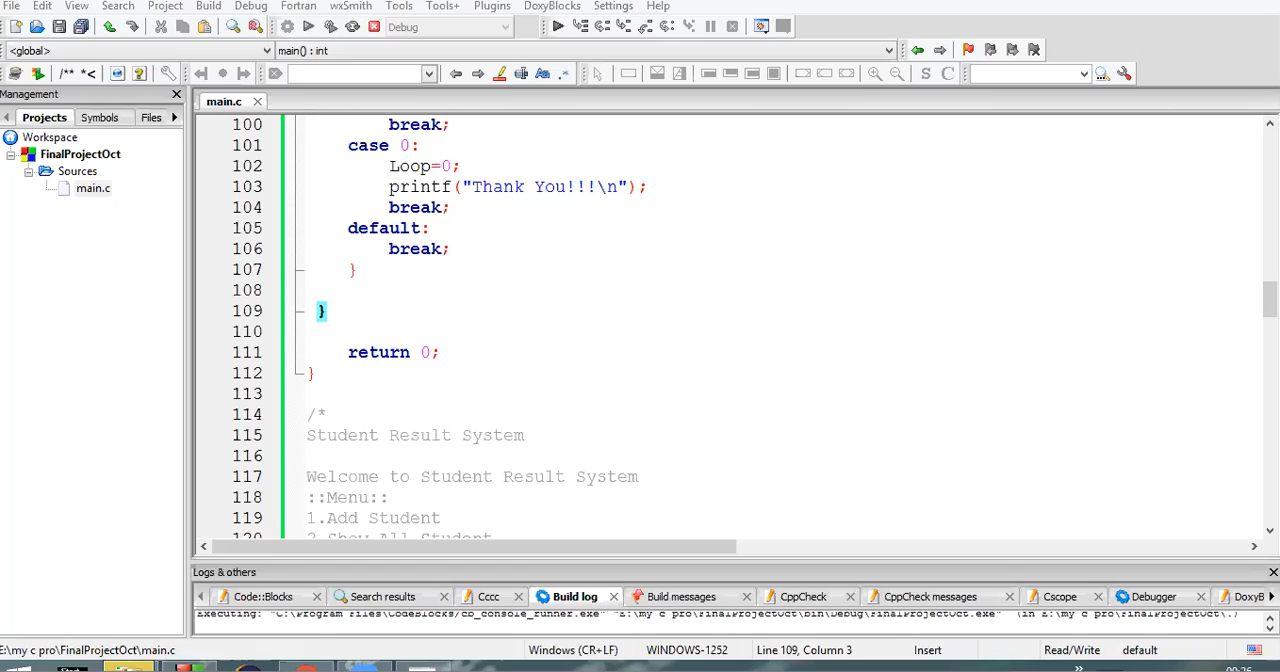 File Edit View Search Project Build Debug Fortran wxSmith Tools Tools+ Plugins DoxyBlocks Settings Help
Debug
<global> main() : int
/** *<
S C
Management
main.c
Projects Symbols Files
Workspace
FinalProjectOct
Sources
main.c
100 break;
101 case 0:
102 Loop=0;
103 printf("Thank You!!!\n");
104 break;
105 default:
106 break;
107 }
108
109 }
110
111 return 0;
112 }
113
114 /*
115 Student Result System
116
117 Welcome to Student Result System
118 ::Menu::
119 1.Add Student
120 2.Show All Student
Logs & others
Code::Blocks Search results Cccc Build log Build messages CppCheck CppCheck messages Cscope Debugger DoxyB
Executing: "C:\Program Files\CodeBlocks/cb_console_runner.exe" "E:\my c pro\FinalProjectOct\bin\Debug\FinalProjectOct.exe" (in E:\my c pro\FinalProjectOct\.)
E:\my c pro\FinalProjectOct\main.c Windows (CR+LF) WINDOWS-1252 Line 109, Column 3 Insert Read/Write default
Start